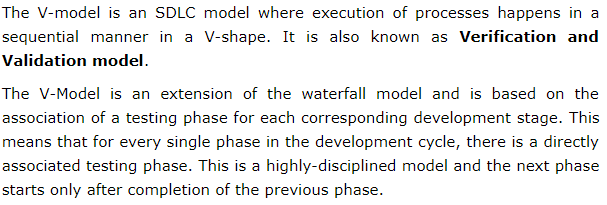 The V-model is an SDLC model where execution of processes happens in a
sequential manner in a V-shape. It is also known as Verification and
Validation model.
The V-Model is an extension of the waterfall model and is based on the
association of a testing phase for each corresponding development stage. This
means that for every single phase in the development cycle, there is a directly
associated testing phase. This is a highly-disciplined model and the next phase
starts only after completion of the previous phase.